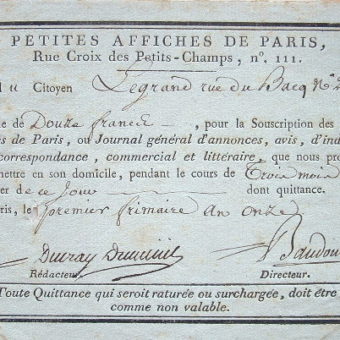 PETITES AFFICHES DE PARIS,
Rue Croix des Petits-Champs, n°. 111.
u Citoyen Legrand rue du Bacq N°
e de Douze francs, pour la Souscription des
s de Paris, ou Journal général d'annonces, avis, d'ind
correspondance, commercial et littéraire, que nous pro
mettre en son domicile, pendant le cours de Trois mois
er de ce jour dont quittance.
ris, le premier frimaire an onze
Ducray Duminil Baudou
Rédacteur. Directeur.
Toute Quittance qui seroit raturée ou surchargée, doit être
comme non valable.